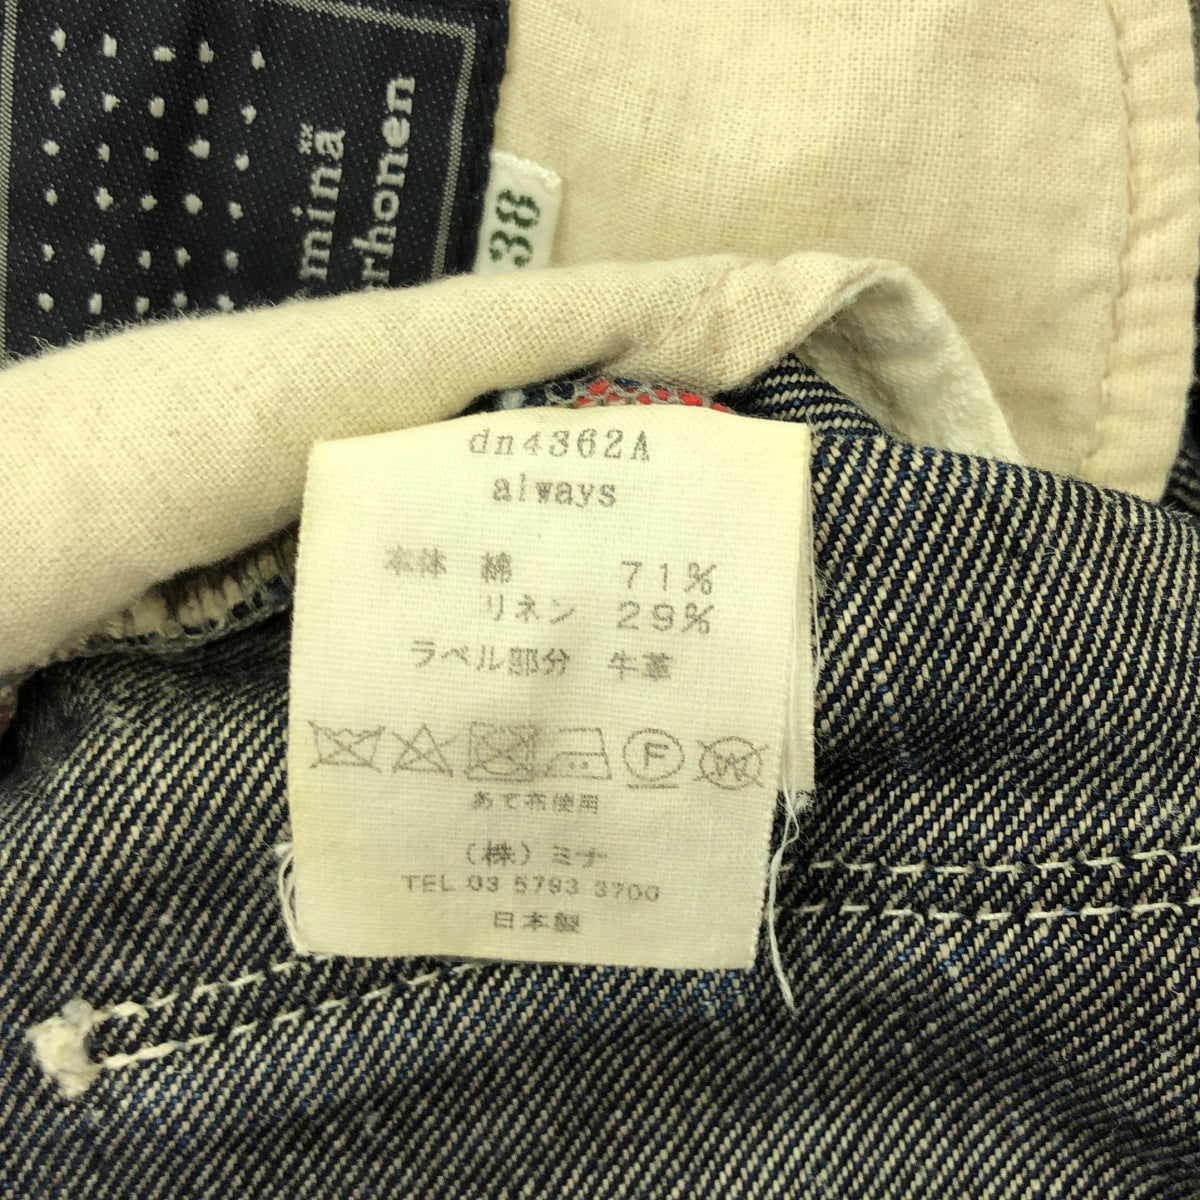 minä
rhonen
38
dn4362A
always
本体 綿 71%
リネン 29%
ラベル部分 牛革
F
W
あて布使用
(株)ミナ
TEL 03 5793 3700
日本製